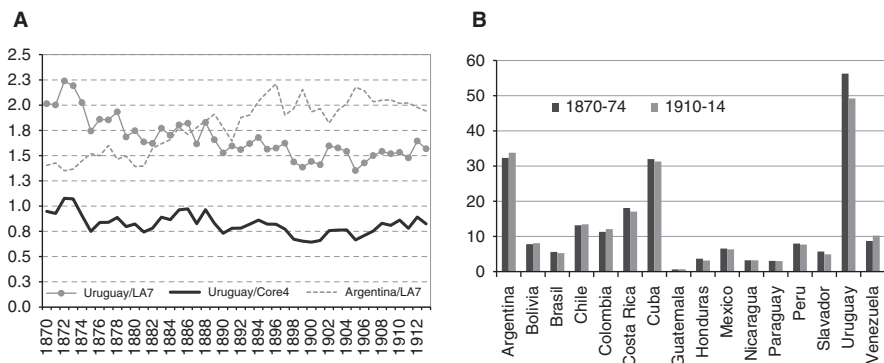 A
2.5
2.3
2.0
1.8
1.5
1.3
1.0
0.8
0.5
0.3
0.0
Uruguay/LA7
Uruguay/Core4
Argentina/LA7
1870
1872
1874
1876
1878
1880
1882
1884
1886
1888
1890
1892
1894
1896
1898
1900
1902
1904
1906
1908
1910
1912
B
60
50
40
30
20
10
0
1870-74
1910-14
Argentina
Bolivia
Brasil
Chile
Colombia
Costa Rica
Cuba
Guatemala
Honduras
Mexico
Nicaragua
Paraguay
Peru
Slavador
Uruguay
Venezuela